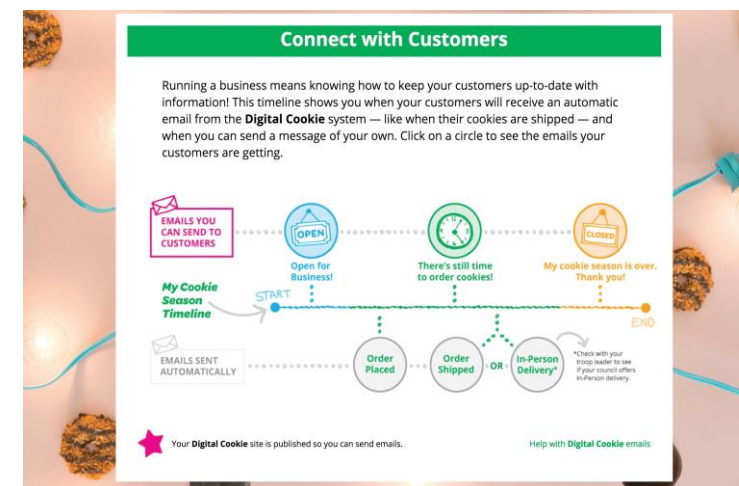 Connect with Customers
Running a business means knowing how to keep your customers up-to-date with
information! This timeline shows you when your customers will receive an automatic
email from the Digital Cookie system — like when their cookies are shipped — and
when you can send a message of your own. Click on a circle to see the emails your
customers are getting.
EMAILS YOU
CAN SEND TO
CUSTOMERS
OPEN
CLOSED
Open for
Business!
There's still time
to order cookies!
My cookie season is over.
Thank you!
My Cookie
Season
Timeline
START
END
EMAILS SENT
AUTOMATICALLY
Order
Placed
Order
Shipped
OR
In-Person
Delivery*
*Check with your
troop leader to see
if your council offers
In-Person delivery.
Your Digital Cookie site is published so you can send emails.
Help with Digital Cookie emails